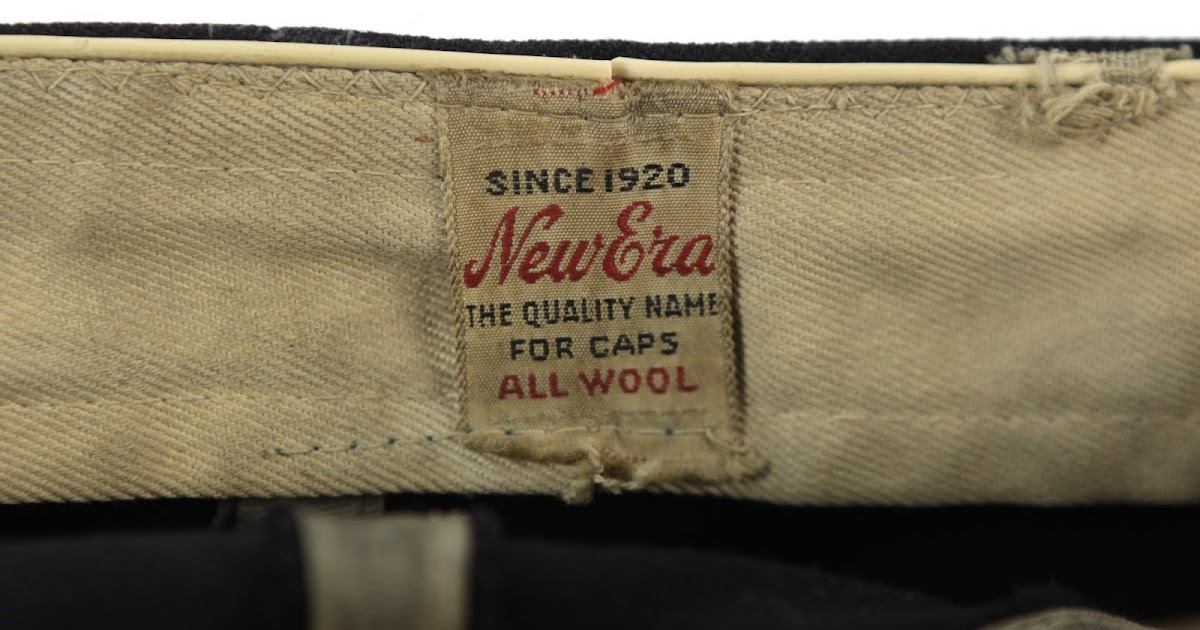 SINCE 1920
New Era
THE QUALITY NAME
FOR CAPS
ALL WOOL